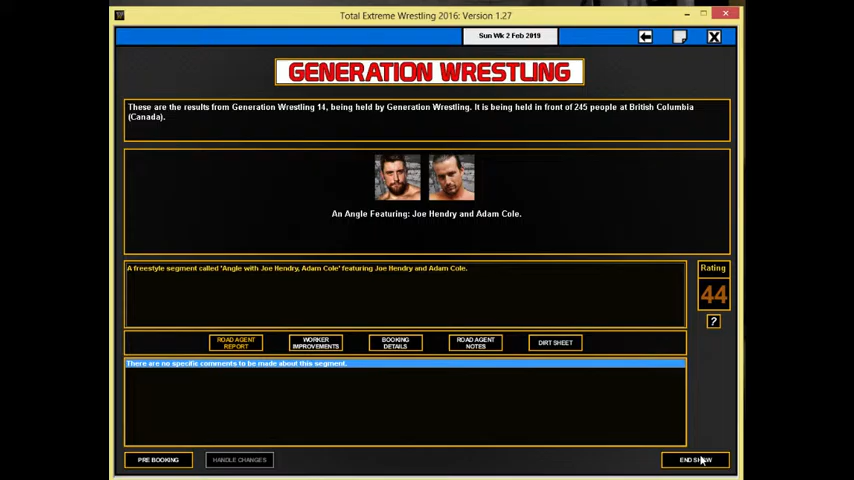 Total Extreme Wrestling 2016: Version 1.27
Sun Wk 2 Feb 2019
GENERATION WRESTLING
These are the results from Generation Wrestling 14, being held by Generation Wrestling. It is being held in front of 245 people at British Columbia
(Canada).
An Angle Featuring: Joe Hendry and Adam Cole.
A freestyle segment called 'Angle with Joe Hendry, Adam Cole' featuring Joe Hendry and Adam Cole.
Rating
44
?
ROAD AGENT
REPORT
WORKER
IMPROVEMENTS
BOOKING
DETAILS
ROAD AGENT
NOTES
DIRT SHEET
There are no specific comments to be made about this segment.
PRE BOOKING
HANDLE CHANGES
END SHOW